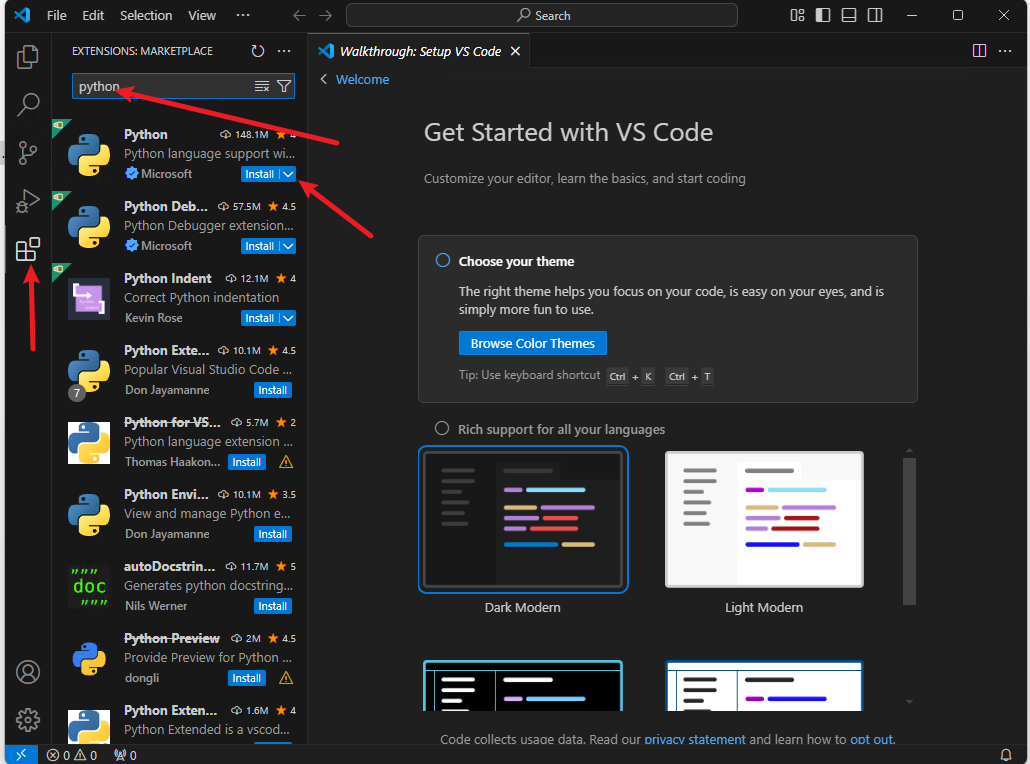 File Edit Selection View ··· Search
EXTENSIONS: MARKETPLACE
python
Python 148.1M 4
Python language support wi...
Microsoft Install
Python Deb... 57.5M 4.5
Python Debugger extension...
Microsoft Install
Python Indent 12.1M 4
Correct Python indentation
Kevin Rose Install
Python Exte... 10.1M 4.5
Popular Visual Studio Code ...
7
Don Jayamanne Install
Python for VS... 5.7M 2
Python language extension ...
Thomas Haakon... Install
Python Envi... 10.1M 3.5
View and manage Python e...
Don Jayamanne Install
"""
doc
"""
autoDocstrin... 11.7M 5
Generates python docstring...
Nils Werner Install
Python Preview 2M 4.5
Provide Preview for Python ...
dongli Install
Python Exten... 1.6M 4
Python Extended is a vscod...
Walkthrough: Setup VS Code
Welcome
Get Started with VS Code
Customize your editor, learn the basics, and start coding
Choose your theme
The right theme helps you focus on your code, is easy on your eyes, and is
simply more fun to use.
Browse Color Themes
Tip: Use keyboard shortcut Ctrl + K Ctrl + T
Rich support for all your languages
Dark Modern
Light Modern
Code collects usage data. Read our privacy statement and learn how to opt out.
0 0 0